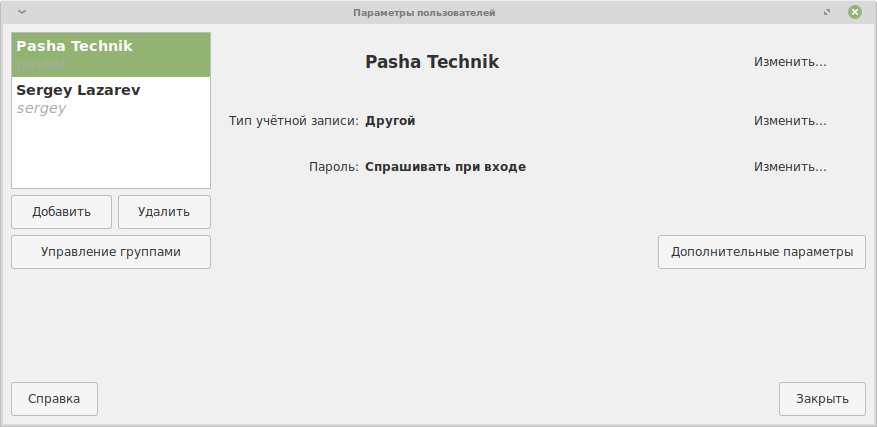 Параметры пользователей
Pasha Technik
Sergey Lazarev
sergey
Добавить
Удалить
Управление группами
Pasha Technik
Изменить...
Тип учётной записи: Другой
Изменить...
Пароль: Спрашивать при входе
Изменить...
Дополнительные параметры
Справка
Закрыть